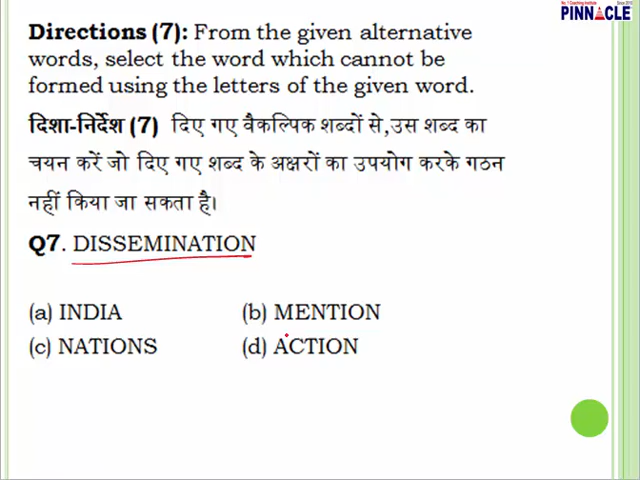 No. 1 Coaching Institute Since 2015
PINNACLE
Directions (7): From the given alternative
words, select the word which cannot be
formed using the letters of the given word.
दिशा-निर्देश (7) दिए गए वैकल्पिक शब्दों से,उस शब्द का
चयन करें जो दिए गए शब्द के अक्षरों का उपयोग करके गठन
नहीं किया जा सकता है।
Q7. DISSEMINATION
(a) INDIA (b) MENTION
(c) NATIONS (d) ACTION